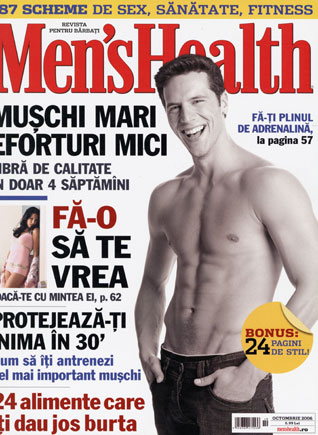 87 SCHEME DE SEX, SĂNĂTATE, FITNESS
REVISTA
PENTRU BĂRBAȚI
Men'sHealth
MUȘCHI MARI
EFORTURI MICI
IBRĂ DE CALITATE
N DOAR 4 SĂPTĂMÎNI
FĂ-ȚI PLINUL
DE ADRENALINĂ,
la pagina 57
FĂ-O
SĂ TE
VREA
OACĂ-TE CU MINTEA EI, p. 62
PROTEJEAZĂ-ȚI
INIMA ÎN 30'
um să îți antrenezi
el mai important mușchi
BONUS:
24 PAGINI
DE STIL!
24 alimente care
ți dau jos burta
OCTOMBRIE 2006
menshealth.ro